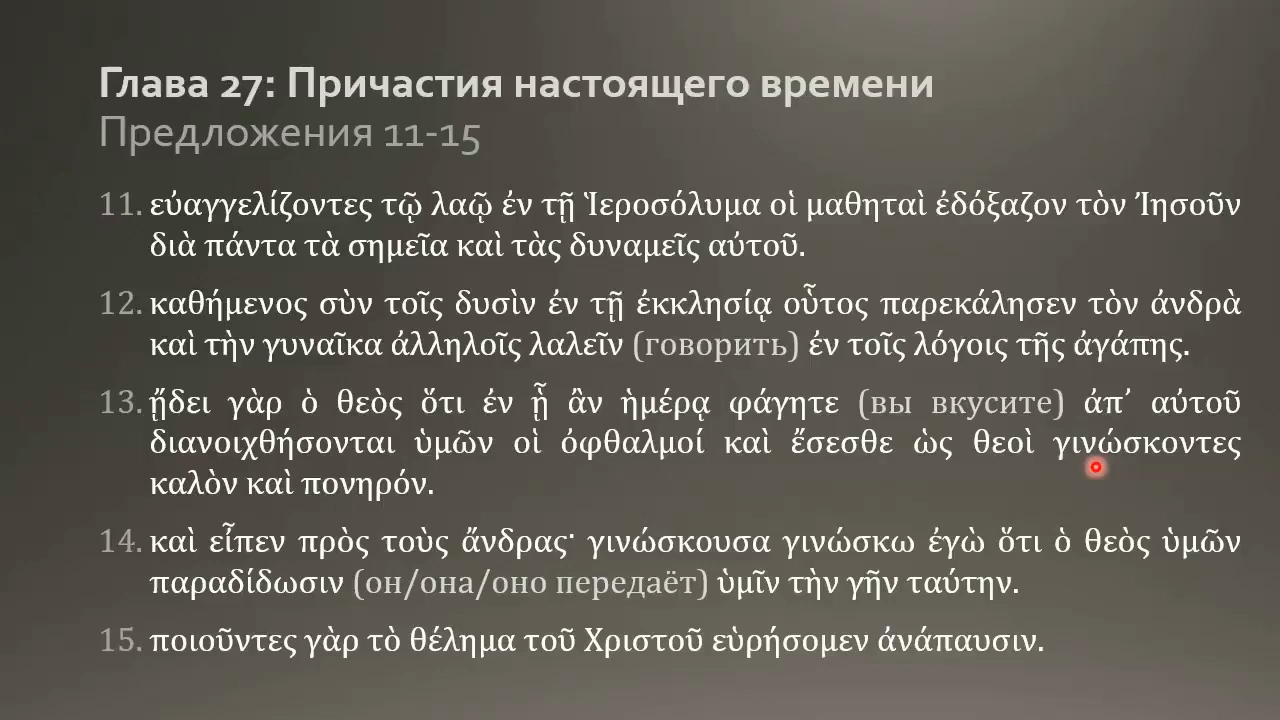 Глава 27: Причастия настоящего времени
Предложения 11-15
11. εὐαγγελίζοντες τῷ λαῷ ἐν τῇ Ἱεροσόλυμα οἱ μαθηταὶ ἐδόξαζον τὸν Ἰησοῦν
διὰ πάντα τὰ σημεῖα καὶ τὰς δυναμεῖς αὐτοῦ.
12. καθήμενος σὺν τοῖς δυσὶν ἐν τῇ ἐκκλησίᾳ οὗτος παρεκάλησεν τὸν ἀνδρὰ
καὶ τὴν γυναῖκα ἀλληλοῖς λαλεῖν (говорить) ἐν τοῖς λόγοις τῆς ἀγάπης.
13. ᾔδει γὰρ ὁ θεὸς ὅτι ἐν ᾗ ἂν ἡμέρᾳ φάγητε (вы вкусите) ἀπ’ αὐτοῦ
διανοιχθήσονται ὑμῶν οἱ ὀφθαλμοί καὶ ἔσεσθε ὡς θεοὶ γινώσκοντες
καλὸν καὶ πονηρόν.
14. καὶ εἶπεν πρὸς τοὺς ἄνδρας· γινώσκουσα γινώσκω ἐγὼ ὅτι ὁ θεὸς ὑμῶν
παραδίδωσιν (он/она/оно передаёт) ὑμῖν τὴν γῆν ταύτην.
15. ποιοῦντες γὰρ τὸ θέλημα τοῦ Χριστοῦ εὑρήσομεν ἀνάπαυσιν.